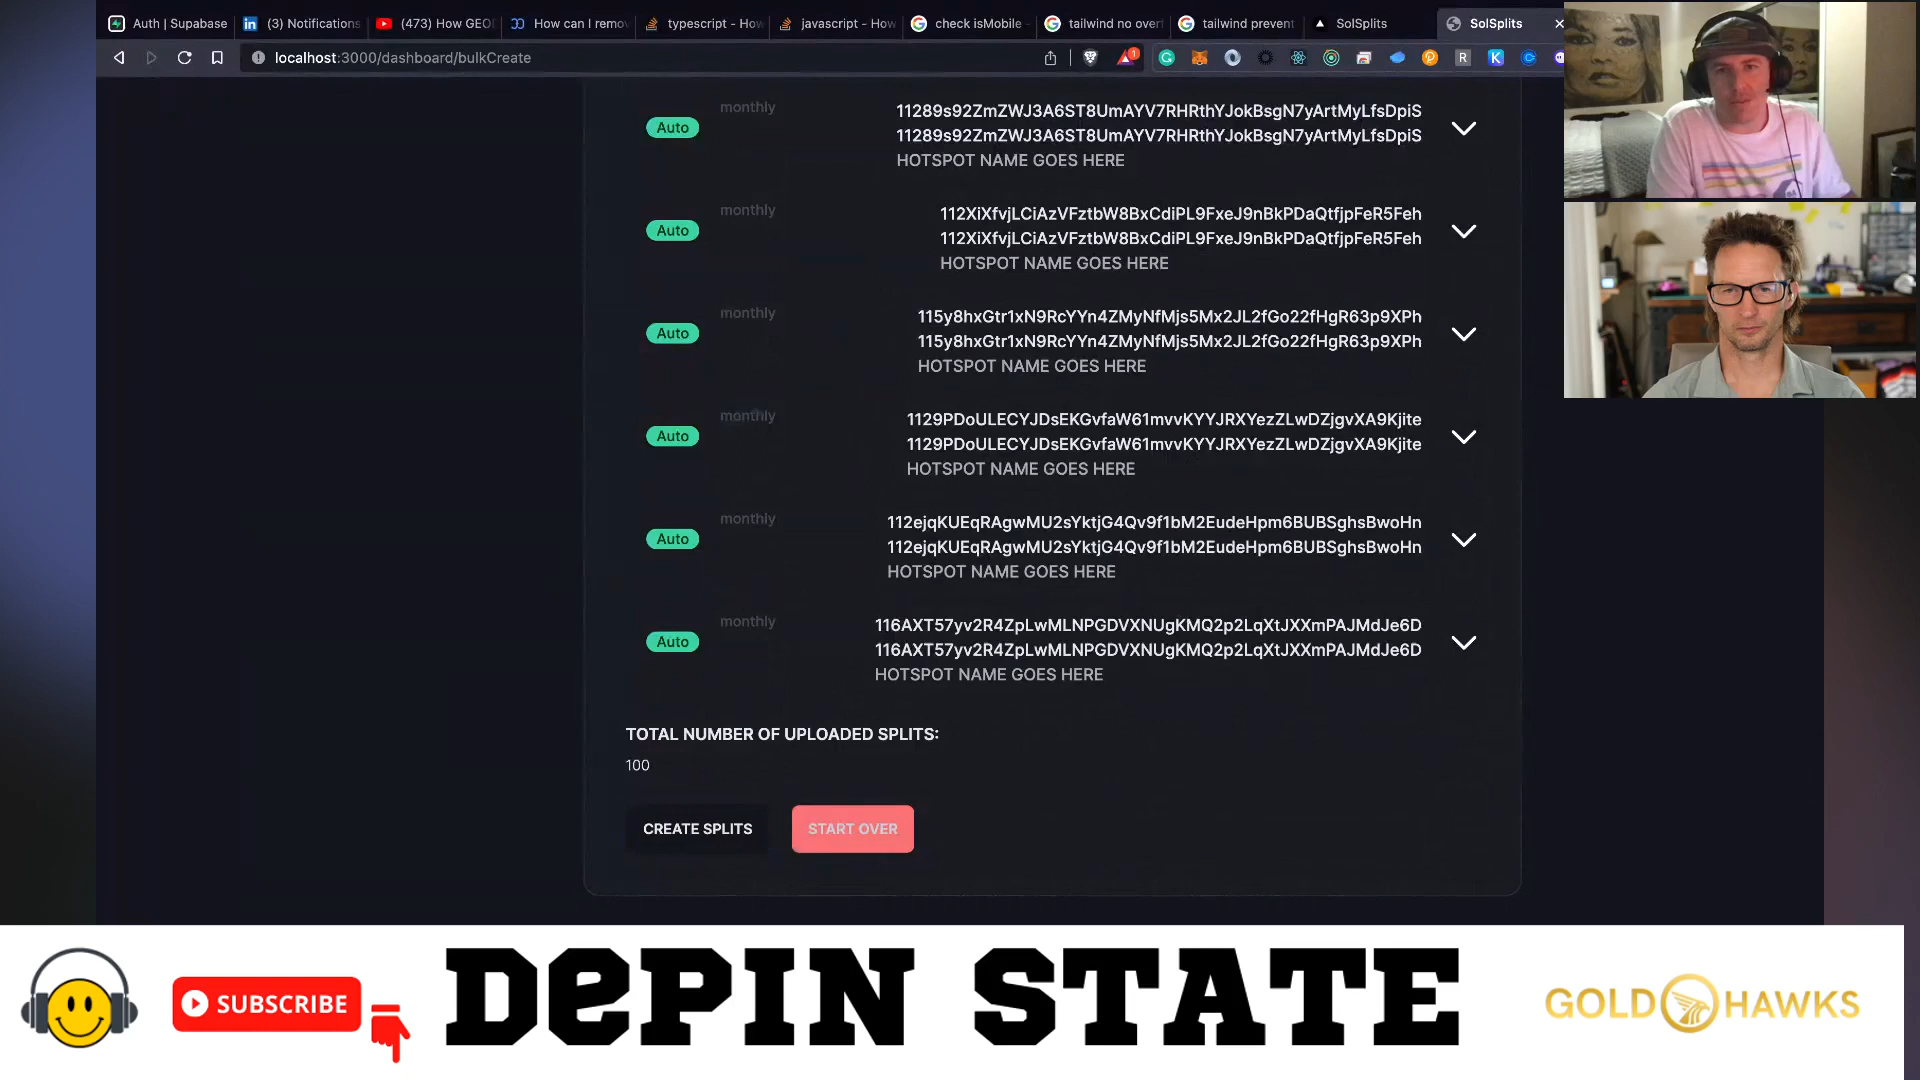 Auth | Supabase
(3) Notifications
(473) How GEO
How can I remov
typescript - How
javascript - How
check isMobile -
tailwind no over
tailwind prevent
SolSplits
SolSplits
localhost:3000/dashboard/bulkCreate
1
monthly
Auto
11289s92ZmZWJ3A6ST8UmAYV7RHRthYJokBsgN7yArtMyLfsDpiS
11289s92ZmZWJ3A6ST8UmAYV7RHRthYJokBsgN7yArtMyLfsDpiS
HOTSPOT NAME GOES HERE
monthly
Auto
112XiXfvjLCiAzVFztbW8BxCdiPL9FxeJ9nBkPDaQtfjpFeR5Feh
112XiXfvjLCiAzVFztbW8BxCdiPL9FxeJ9nBkPDaQtfjpFeR5Feh
HOTSPOT NAME GOES HERE
monthly
Auto
115y8hxGtr1xN9RcYYn4ZMyNfMjs5Mx2JL2fGo22fHgR63p9XPh
115y8hxGtr1xN9RcYYn4ZMyNfMjs5Mx2JL2fGo22fHgR63p9XPh
HOTSPOT NAME GOES HERE
monthly
Auto
1129PDoULECYJDsEKGvfaW61mvvKYYJRXYezZLwDZjgvXA9Kjite
1129PDoULECYJDsEKGvfaW61mvvKYYJRXYezZLwDZjgvXA9Kjite
HOTSPOT NAME GOES HERE
monthly
Auto
112ejqKUEqRAgwMU2sYktjG4Qv9f1bM2EudeHpm6BUBSghsBwoHn
112ejqKUEqRAgwMU2sYktjG4Qv9f1bM2EudeHpm6BUBSghsBwoHn
HOTSPOT NAME GOES HERE
monthly
Auto
116AXT57yv2R4ZpLwMLNPGDVXNUgKMQ2p2LqXtJXXmPAJMdJe6D
116AXT57yv2R4ZpLwMLNPGDVXNUgKMQ2p2LqXtJXXmPAJMdJe6D
HOTSPOT NAME GOES HERE
TOTAL NUMBER OF UPLOADED SPLITS:
100
CREATE SPLITS
START OVER
SUBSCRIBE
DePIN STATE
GOLD HAWKS